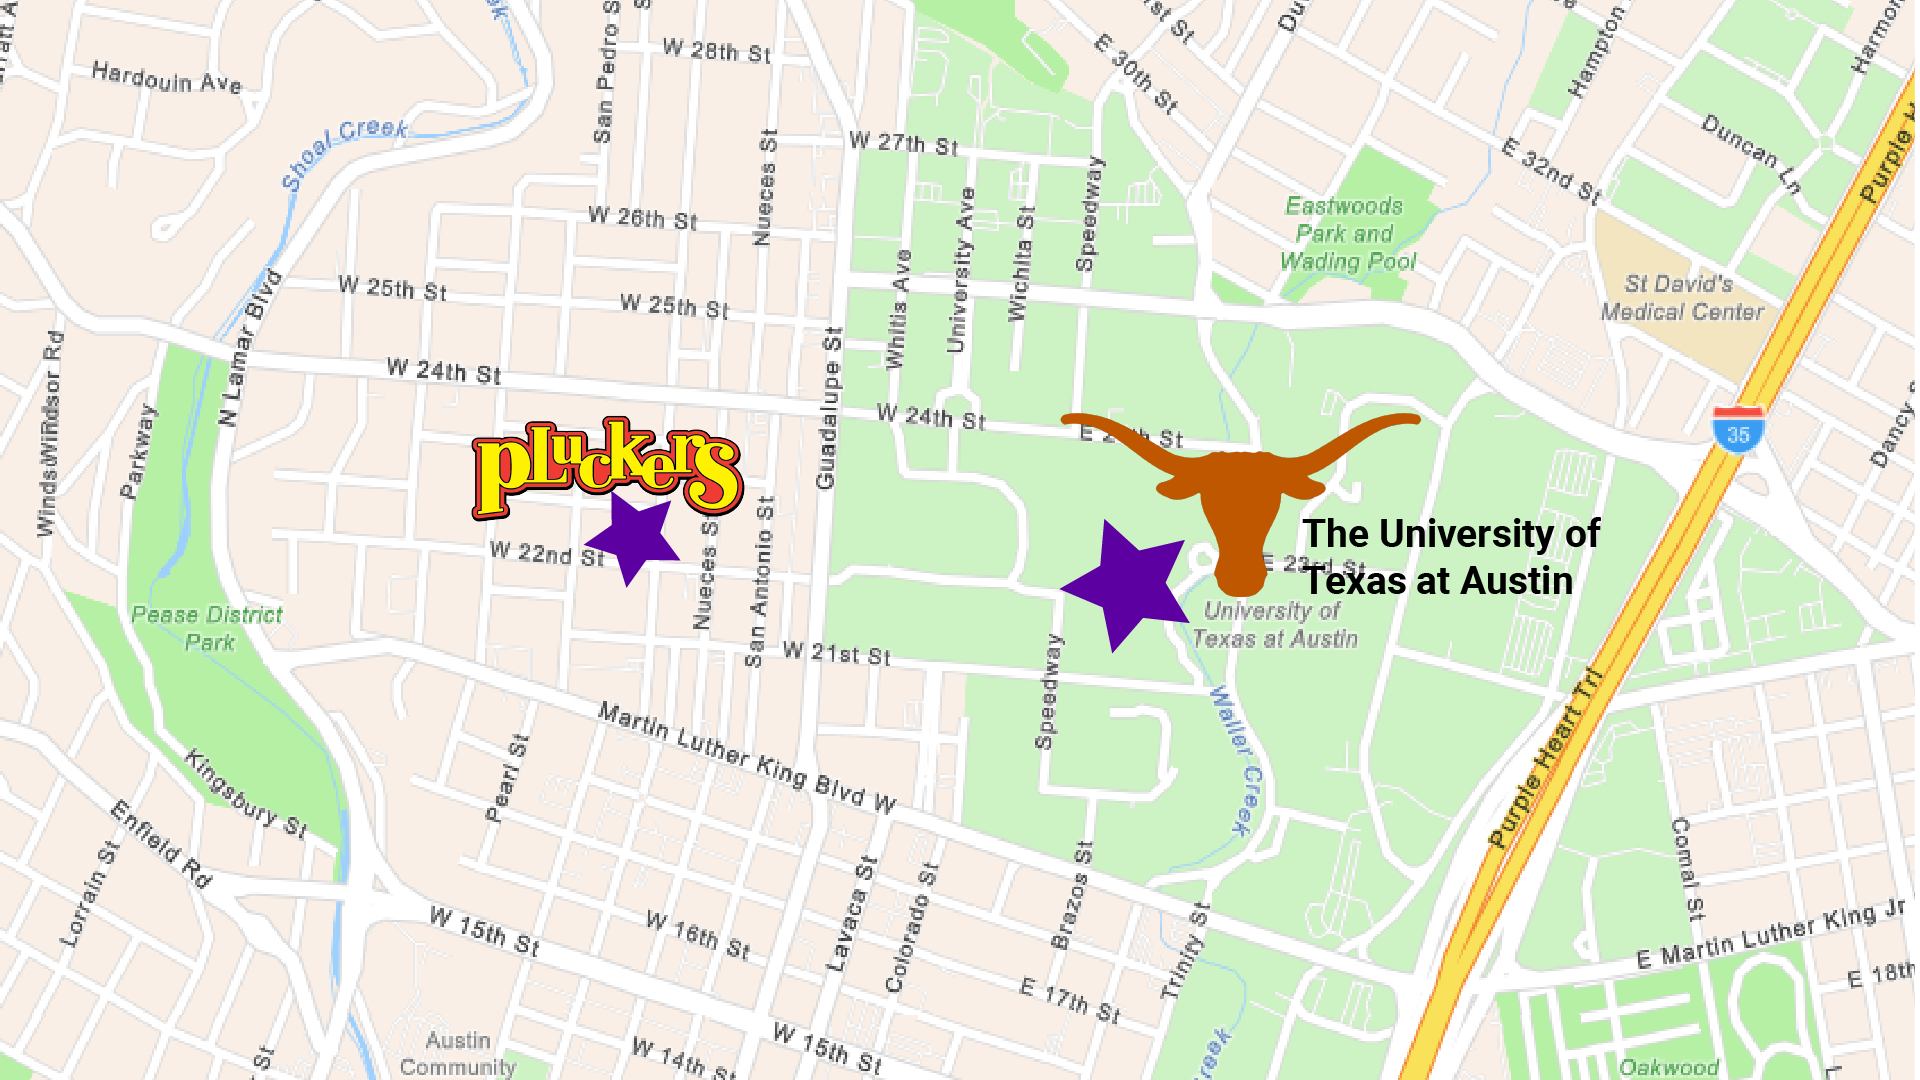 W 28th St
San Pedro S
E 30th St
Hampton
Harmon
Hardouin Ave
Shoal Creek
Nueces St
W 27th St
Speedway
E 32nd St
Duncan Ln
Purple H
W 26th St
University Ave
Wichita St
Whitis Ave
Eastwoods
Park and
Wading Pool
St David's
Medical Center
W 25th St
W 25th St
N Lamar Blvd
Guadalupe St
Windsor Rd
Parkway
W 24th St
W 24th St
35
Dancy S
Pluckers
The University of
Texas at Austin
W 22nd St
E 23rd St
Nueces St
San Antonio St
University of
Texas at Austin
Pease District
Park
W 21st St
Speedway
Waller Creek
Purple Heart Trl
Martin Luther King Blvd W
Pearl St
Kingsbury St
Enfield Rd
Lorrain St
Comal St
Lavaca St
Colorado St
Brazos St
Trinity St
W 15th St
W 16th St
E 17th St
E Martin Luther King Jr
E 18th
Austin
Community
W 14th St
W 15th St
Oakwood
St